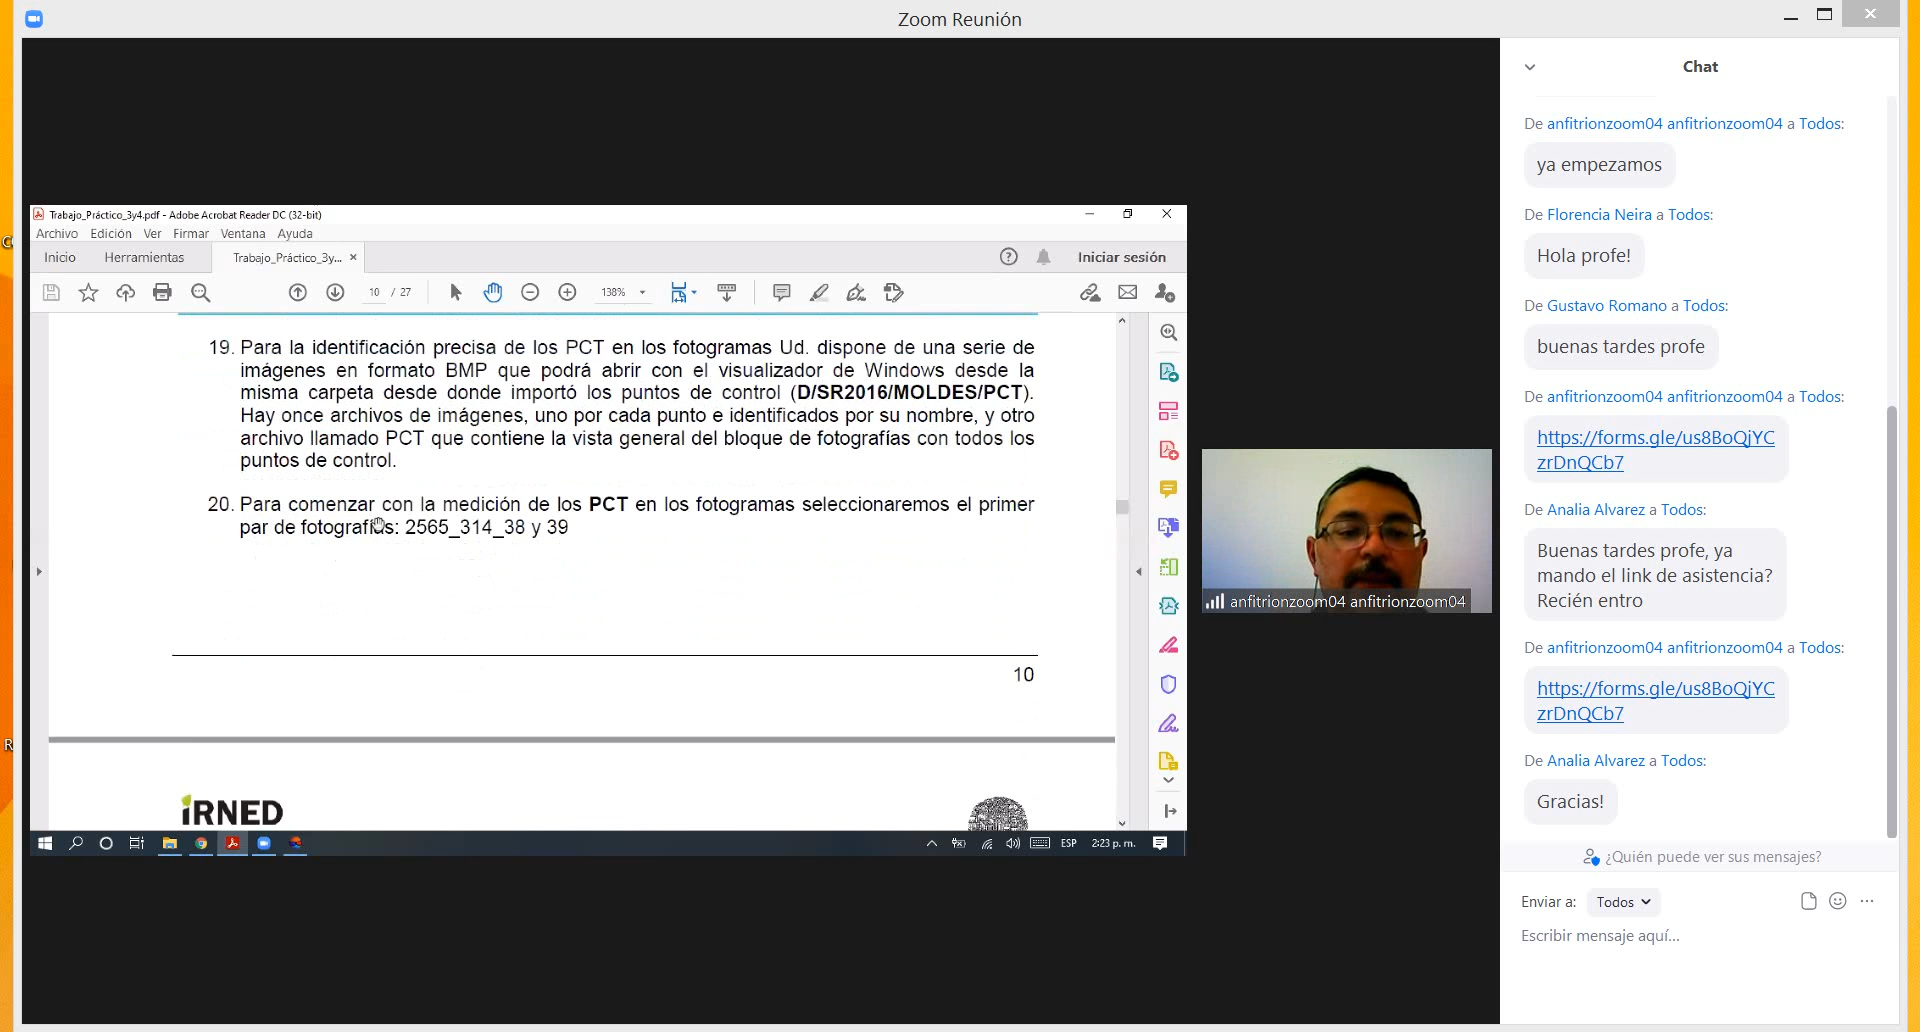 Zoom Reunión
Trabajo_Práctico_3y4.pdf - Adobe Acrobat Reader DC (32-bit)
Archivo Edición Ver Firmar Ventana Ayuda
Inicio Herramientas Trabajo_Práctico_3y... × Iniciar sesión
10 / 27 138%
19. Para la identificación precisa de los PCT en los fotogramas Ud. dispone de una serie de
imágenes en formato BMP que podrá abrir con el visualizador de Windows desde la
misma carpeta desde donde importó los puntos de control (D/SR2016/MOLDES/PCT).
Hay once archivos de imágenes, uno por cada punto e identificados por su nombre, y otro
archivo llamado PCT que contiene la vista general del bloque de fotografías con todos los
puntos de control.
20. Para comenzar con la medición de los PCT en los fotogramas seleccionaremos el primer
par de fotografías: 2565_314_38 y 39
10
iRNED
ESP 2:23 p. m.
anfitrionzoom04 anfitrionzoom04
Chat
De anfitrionzoom04 anfitrionzoom04 a Todos:
ya empezamos
De Florencia Neira a Todos:
Hola profe!
De Gustavo Romano a Todos:
buenas tardes profe
De anfitrionzoom04 anfitrionzoom04 a Todos:
https://forms.gle/us8BoQjYC
zrDnQCb7
De Analia Alvarez a Todos:
Buenas tardes profe, ya
mando el link de asistencia?
Recién entro
De anfitrionzoom04 anfitrionzoom04 a Todos:
https://forms.gle/us8BoQjYC
zrDnQCb7
De Analia Alvarez a Todos:
Gracias!
¿Quién puede ver sus mensajes?
Enviar a: Todos
Escribir mensaje aquí...